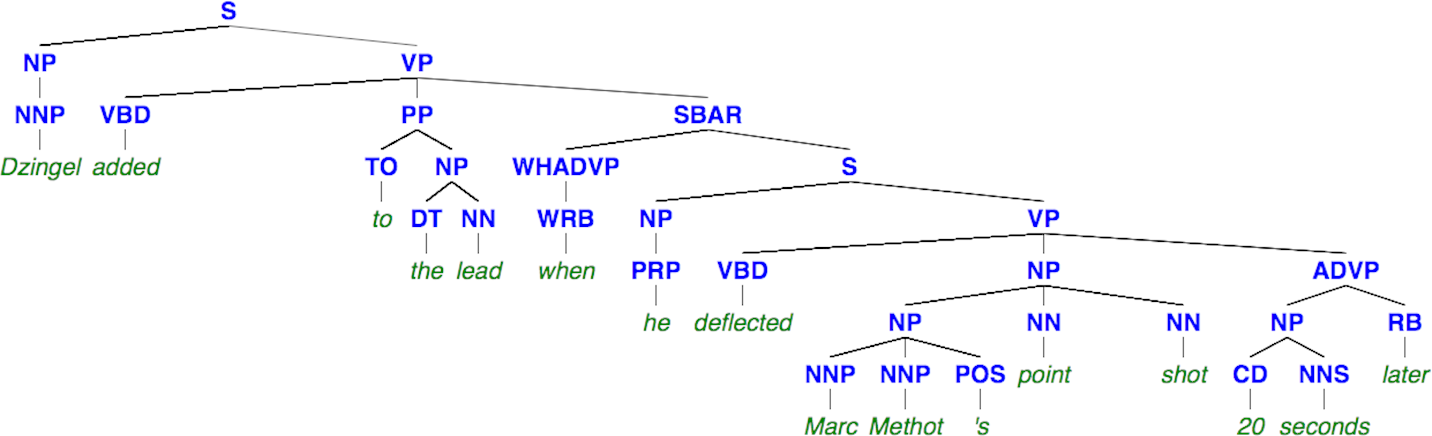 S
NP VP
NNP VBD PP SBAR
Dzingel added TO NP WHADVP S
to DT NN WRB NP VP
the lead when PRP VBD NP ADVP
he deflected NP NN NN NP RB
NNP NNP POS point shot CD NNS later
Marc Methot 's 20 seconds